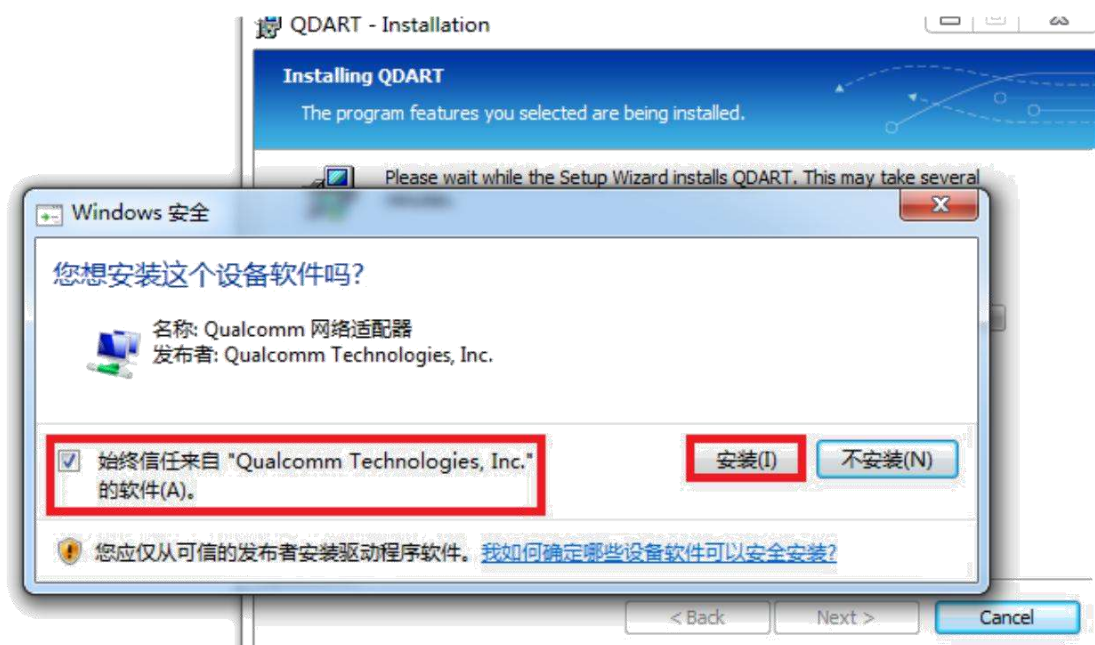 QDART - Installation
Installing QDART
The program features you selected are being installed.
Please wait while the Setup Wizard installs QDART. This may take several
Windows 安全
您想安装这个设备软件吗?
名称: Qualcomm 网络适配器
发布者: Qualcomm Technologies, Inc.
始终信任来自 "Qualcomm Technologies, Inc."
的软件(A)。
安装(I)
不安装(N)
您应仅从可信的发布者安装驱动程序软件。我如何确定哪些设备软件可以安全安装?
< Back
Next >
Cancel